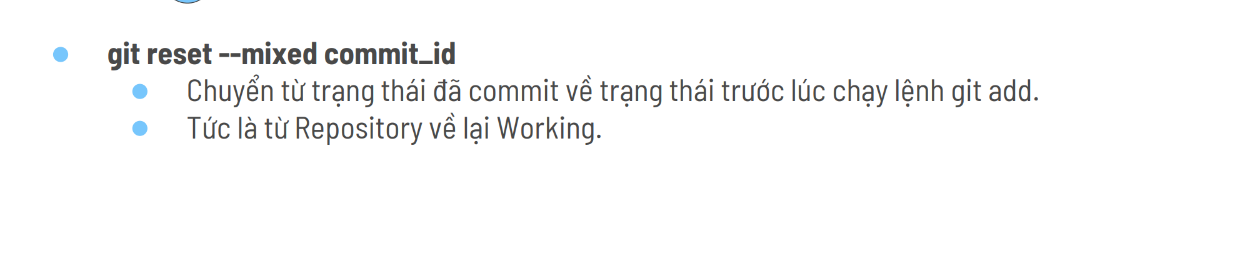 git reset --mixed commit_id
Chuyển từ trạng thái đã commit về trạng thái trước lúc chạy lệnh git add.
Tức là từ Repository về lại Working.